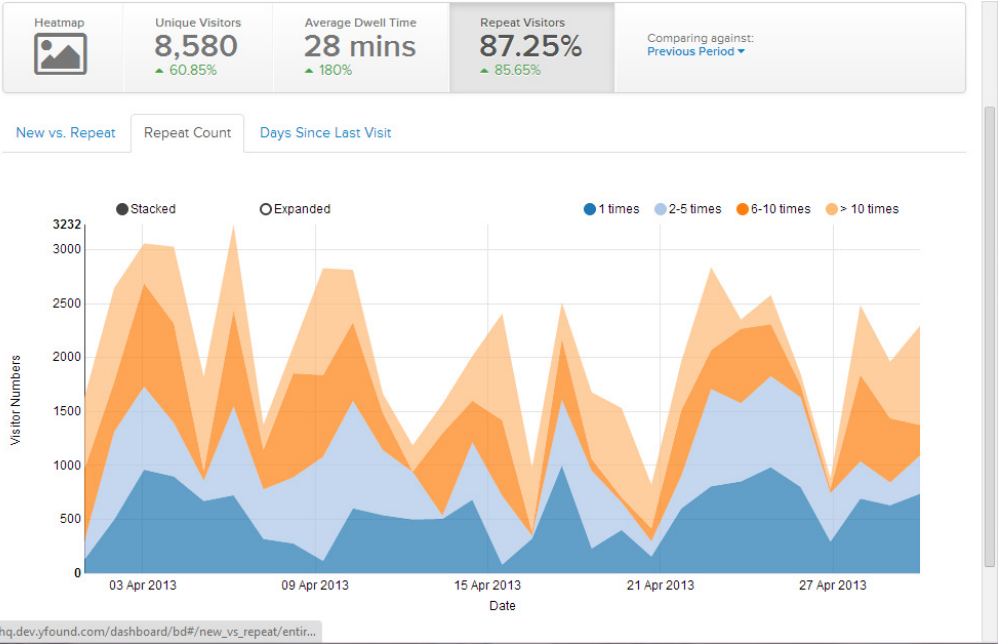 Heatmap
Unique Visitors
8,580
60.85%
Average Dwell Time
28 mins
180%
Repeat Visitors
87.25%
85.65%
Comparing against:
Previous Period
New vs. Repeat
Repeat Count
Days Since Last Visit
Stacked
Expanded
1 times
2-5 times
6-10 times
> 10 times
3232
3000
2500
2000
1500
1000
500
0
Visitor Numbers
03 Apr 2013
09 Apr 2013
15 Apr 2013
21 Apr 2013
27 Apr 2013
Date
hq.dev.yfound.com/dashboard/bd#/new_vs_repeat/entir...